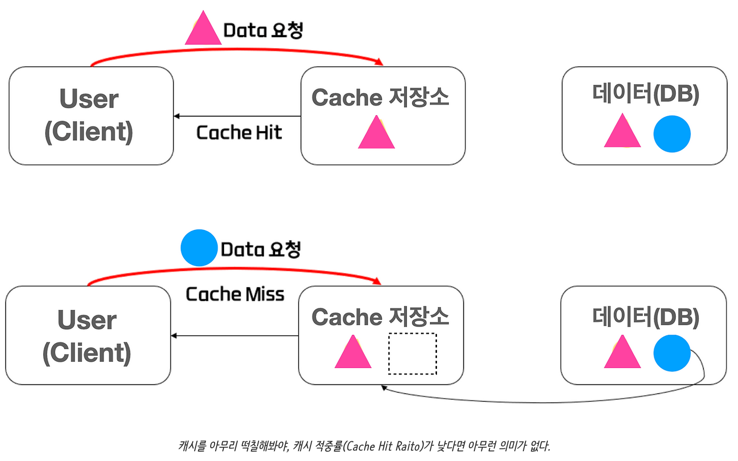 Data 요청
User
(Client)
Cache 저장소
데이터(DB)
Cache Hit
Data 요청
Cache Miss
User
(Client)
Cache 저장소
데이터(DB)
캐시를 아무리 떡칠해봐야, 캐시 적중률(Cache Hit Raito)가 낮다면 아무런 의미가 없다.